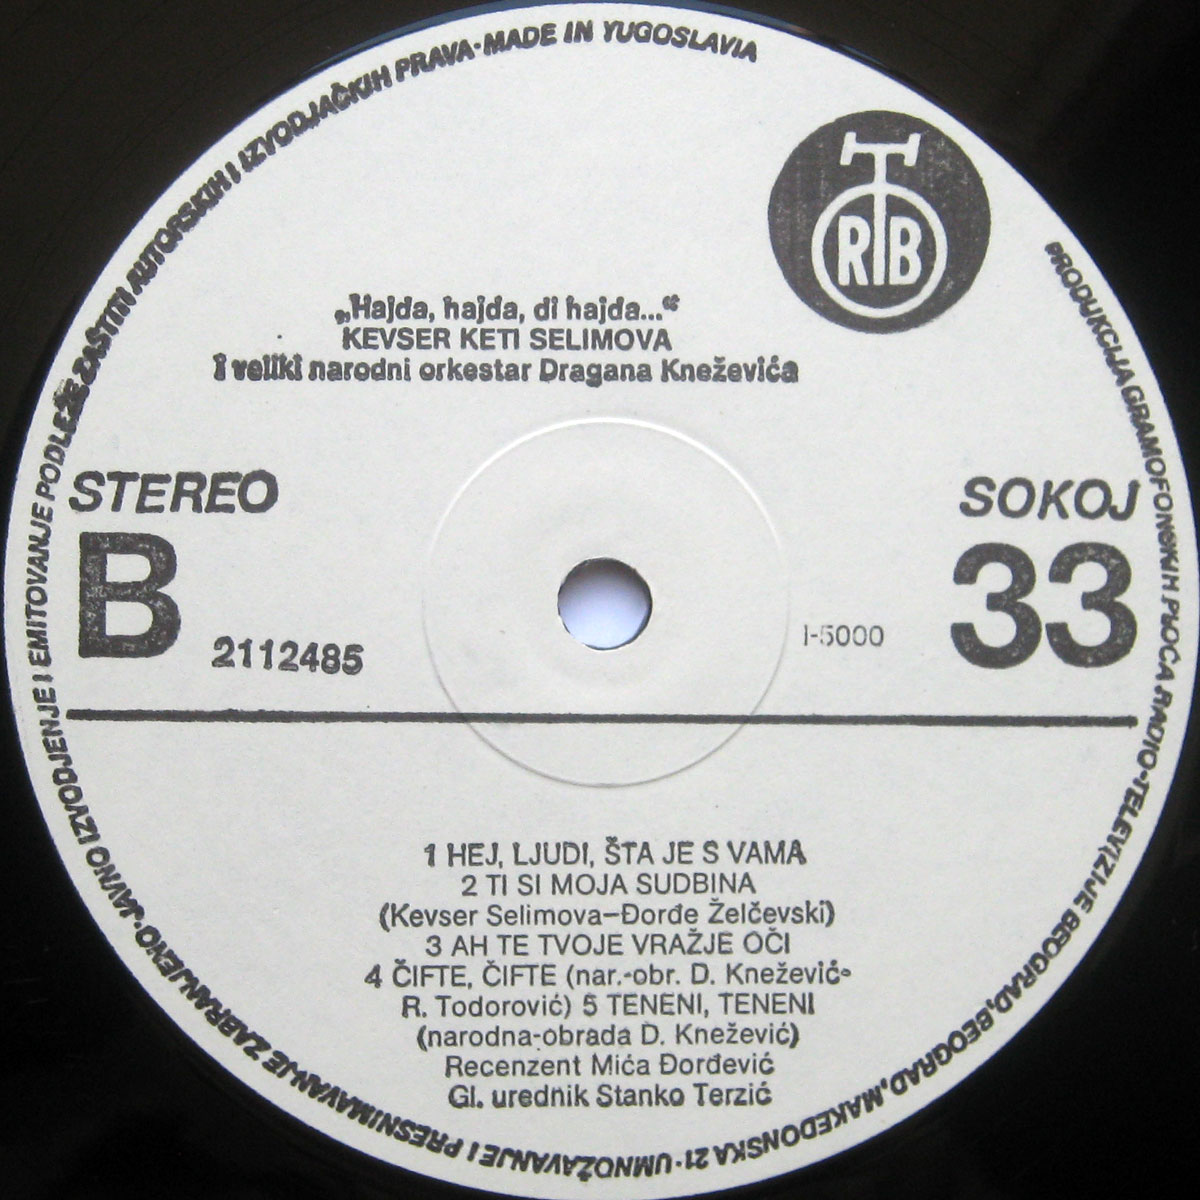 PRODUKCIJA GRAMOFONSKIH PLOČA RADIO-TELEVIZIJE BEOGRAD, BEOGRAD, MAKEDONSKA 21 · UMNOŽAVANJE I PRESNIMAVANJE ZABRANJENO · JAVNO IZVODJENJE I EMITOVANJE PODLEŽE ZAŠTITI AUTORSKIH I IZVODJAČKIH PRAVA · MADE IN YUGOSLAVIA
RTB
„Hajda, hajda, di hajda...“
KEVSER KETI SELIMOVA
i veliki narodni orkestar Dragana Kneževića
STEREO
SOKOJ
B
33
2112485
I-5000
1 HEJ, LJUDI, ŠTA JE S VAMA
2 TI SI MOJA SUDBINA
(Kevser Selimova–Đorđe Želčevski)
3 AH TE TVOJE VRAŽJE OČI
4 ČIFTE, ČIFTE (nar.-obr. D. Knežević-
R. Todorović) 5 TENENI, TENENI
(narodna-obrada D. Knežević)
Recenzent Mića Đorđević
Gl. urednik Stanko Terzić